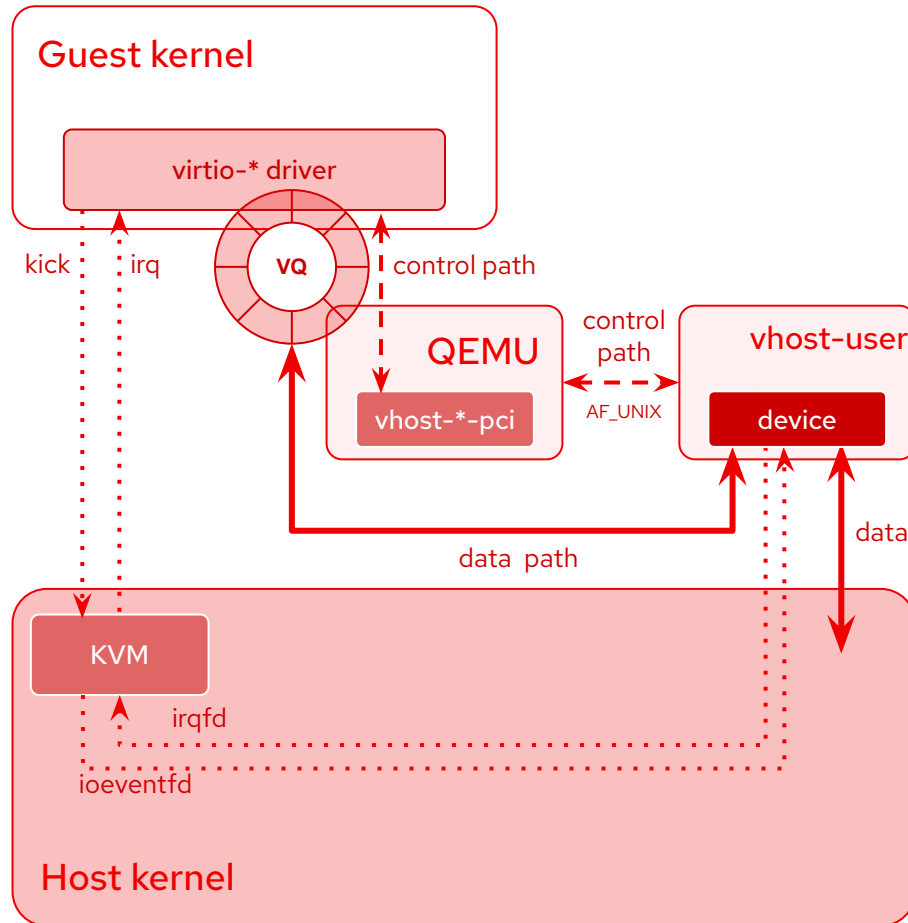 Guest kernel
virtio-* driver
kick
irq
VQ
control path
control
path
AF_UNIX
QEMU
vhost-*-pci
vhost-user
device
data path
data
KVM
irqfd
ioeventfd
Host kernel